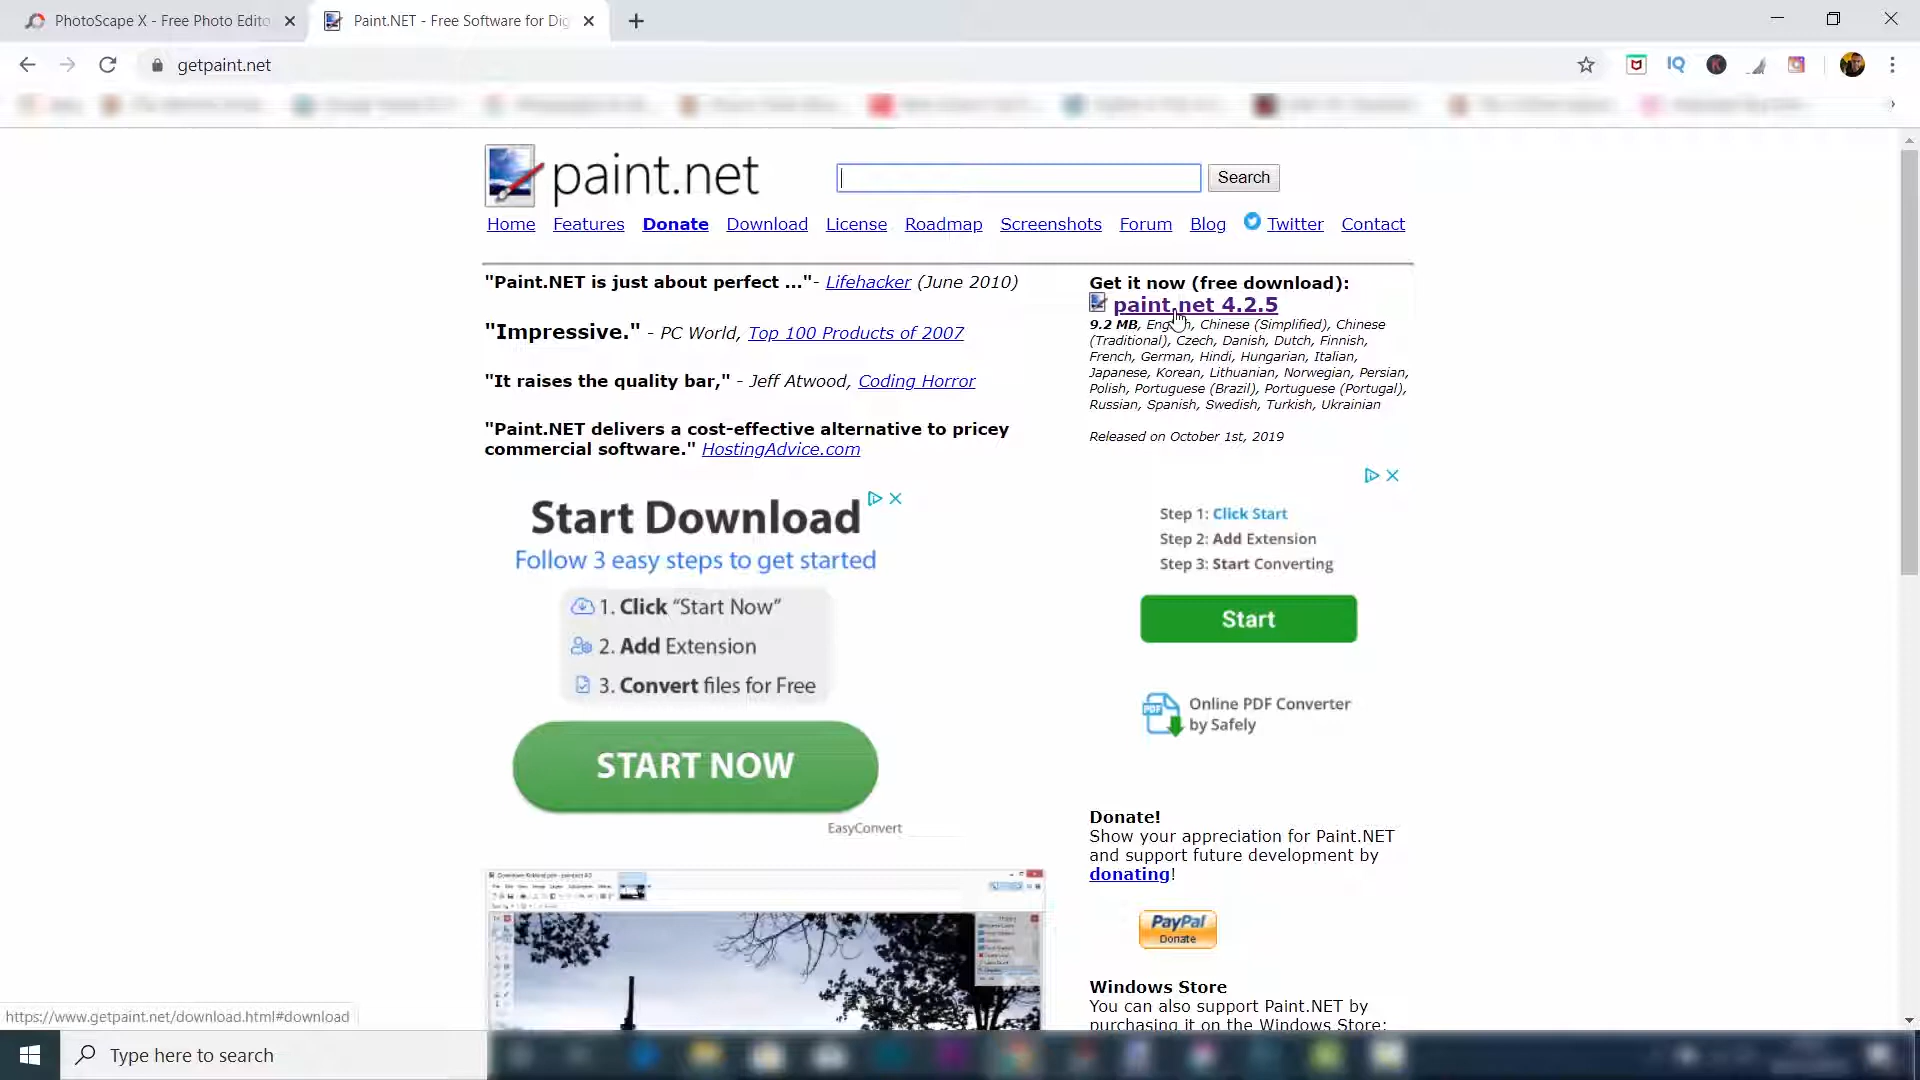 PhotoScape X - Free Photo Edito
Paint.NET - Free Software for Dig
getpaint.net
IQ
K
paint.net
Search
Home Features Donate Download License Roadmap Screenshots Forum Blog Twitter Contact
"Paint.NET is just about perfect ..."- Lifehacker (June 2010)
"Impressive." - PC World, Top 100 Products of 2007
"It raises the quality bar," - Jeff Atwood, Coding Horror
"Paint.NET delivers a cost-effective alternative to pricey
commercial software." HostingAdvice.com
Get it now (free download):
paint.net 4.2.5
9.2 MB, English, Chinese (Simplified), Chinese
(Traditional), Czech, Danish, Dutch, Finnish,
French, German, Hindi, Hungarian, Italian,
Japanese, Korean, Lithuanian, Norwegian, Persian,
Polish, Portuguese (Brazil), Portuguese (Portugal),
Russian, Spanish, Swedish, Turkish, Ukrainian
Released on October 1st, 2019
Start Download
Follow 3 easy steps to get started
1. Click “Start Now”
2. Add Extension
3. Convert files for Free
START NOW
EasyConvert
Step 1: Click Start
Step 2: Add Extension
Step 3: Start Converting
Start
PDF
Online PDF Converter
by Safely
Donate!
Show your appreciation for Paint.NET
and support future development by
donating!
PayPal
Donate
Windows Store
You can also support Paint.NET by
purchasing it on the Windows Store:
https://www.getpaint.net/download.html#download
Type here to search